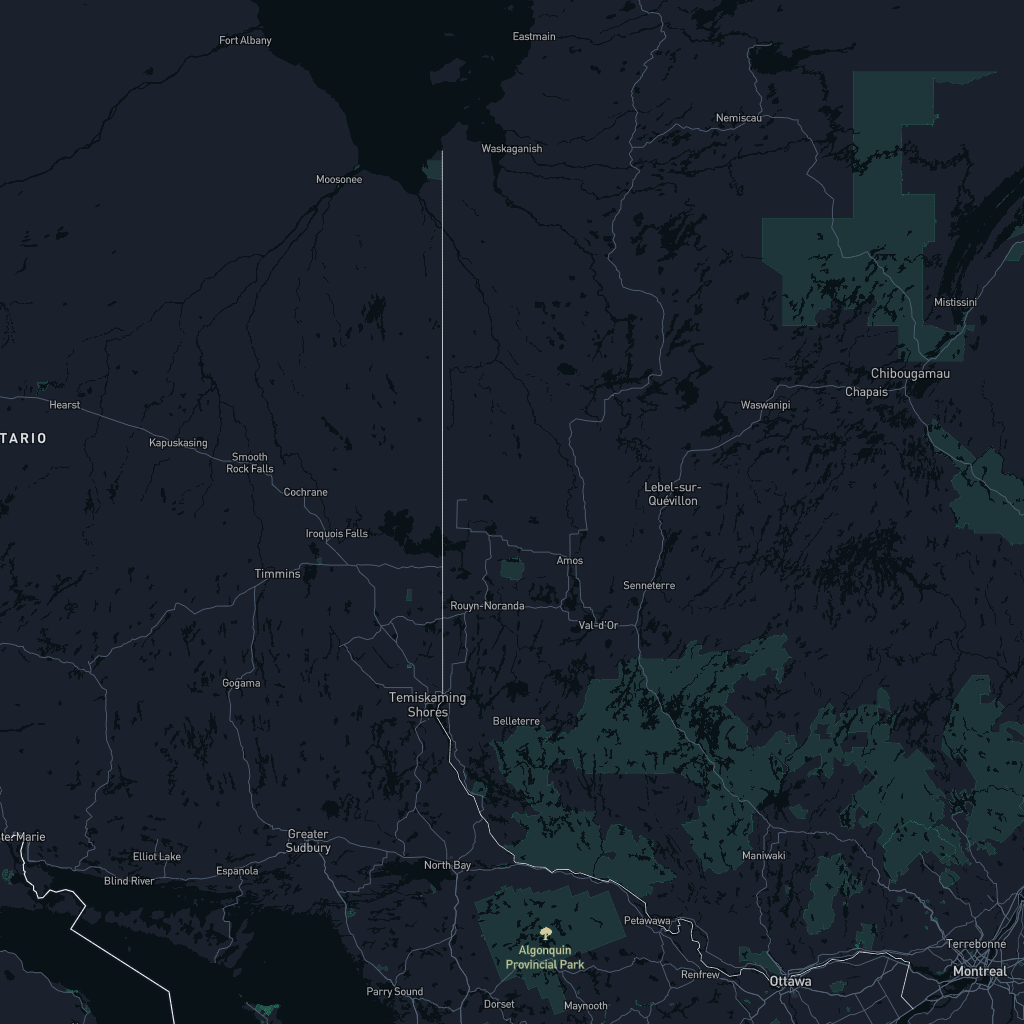 Fort Albany
Eastmain
Nemiscau
Waskaganish
Moosonee
Mistissini
Chibougamau
Chapais
Hearst
Waswanipi
TARIO
Kapuskasing
Smooth
Rock Falls
Cochrane
Lebel-sur-
Quévillon
Iroquois Falls
Amos
Timmins
Senneterre
Rouyn-Noranda
Val-d'Or
Gogama
Temiskaming
Shores
Belleterre
te. Marie
Greater
Sudbury
Elliot Lake
North Bay
Maniwaki
Espanola
Blind River
Petawawa
Algonquin
Provincial Park
Terrebonne
Montreal
Renfrew
Ottawa
Parry Sound
Dorset
Maynooth